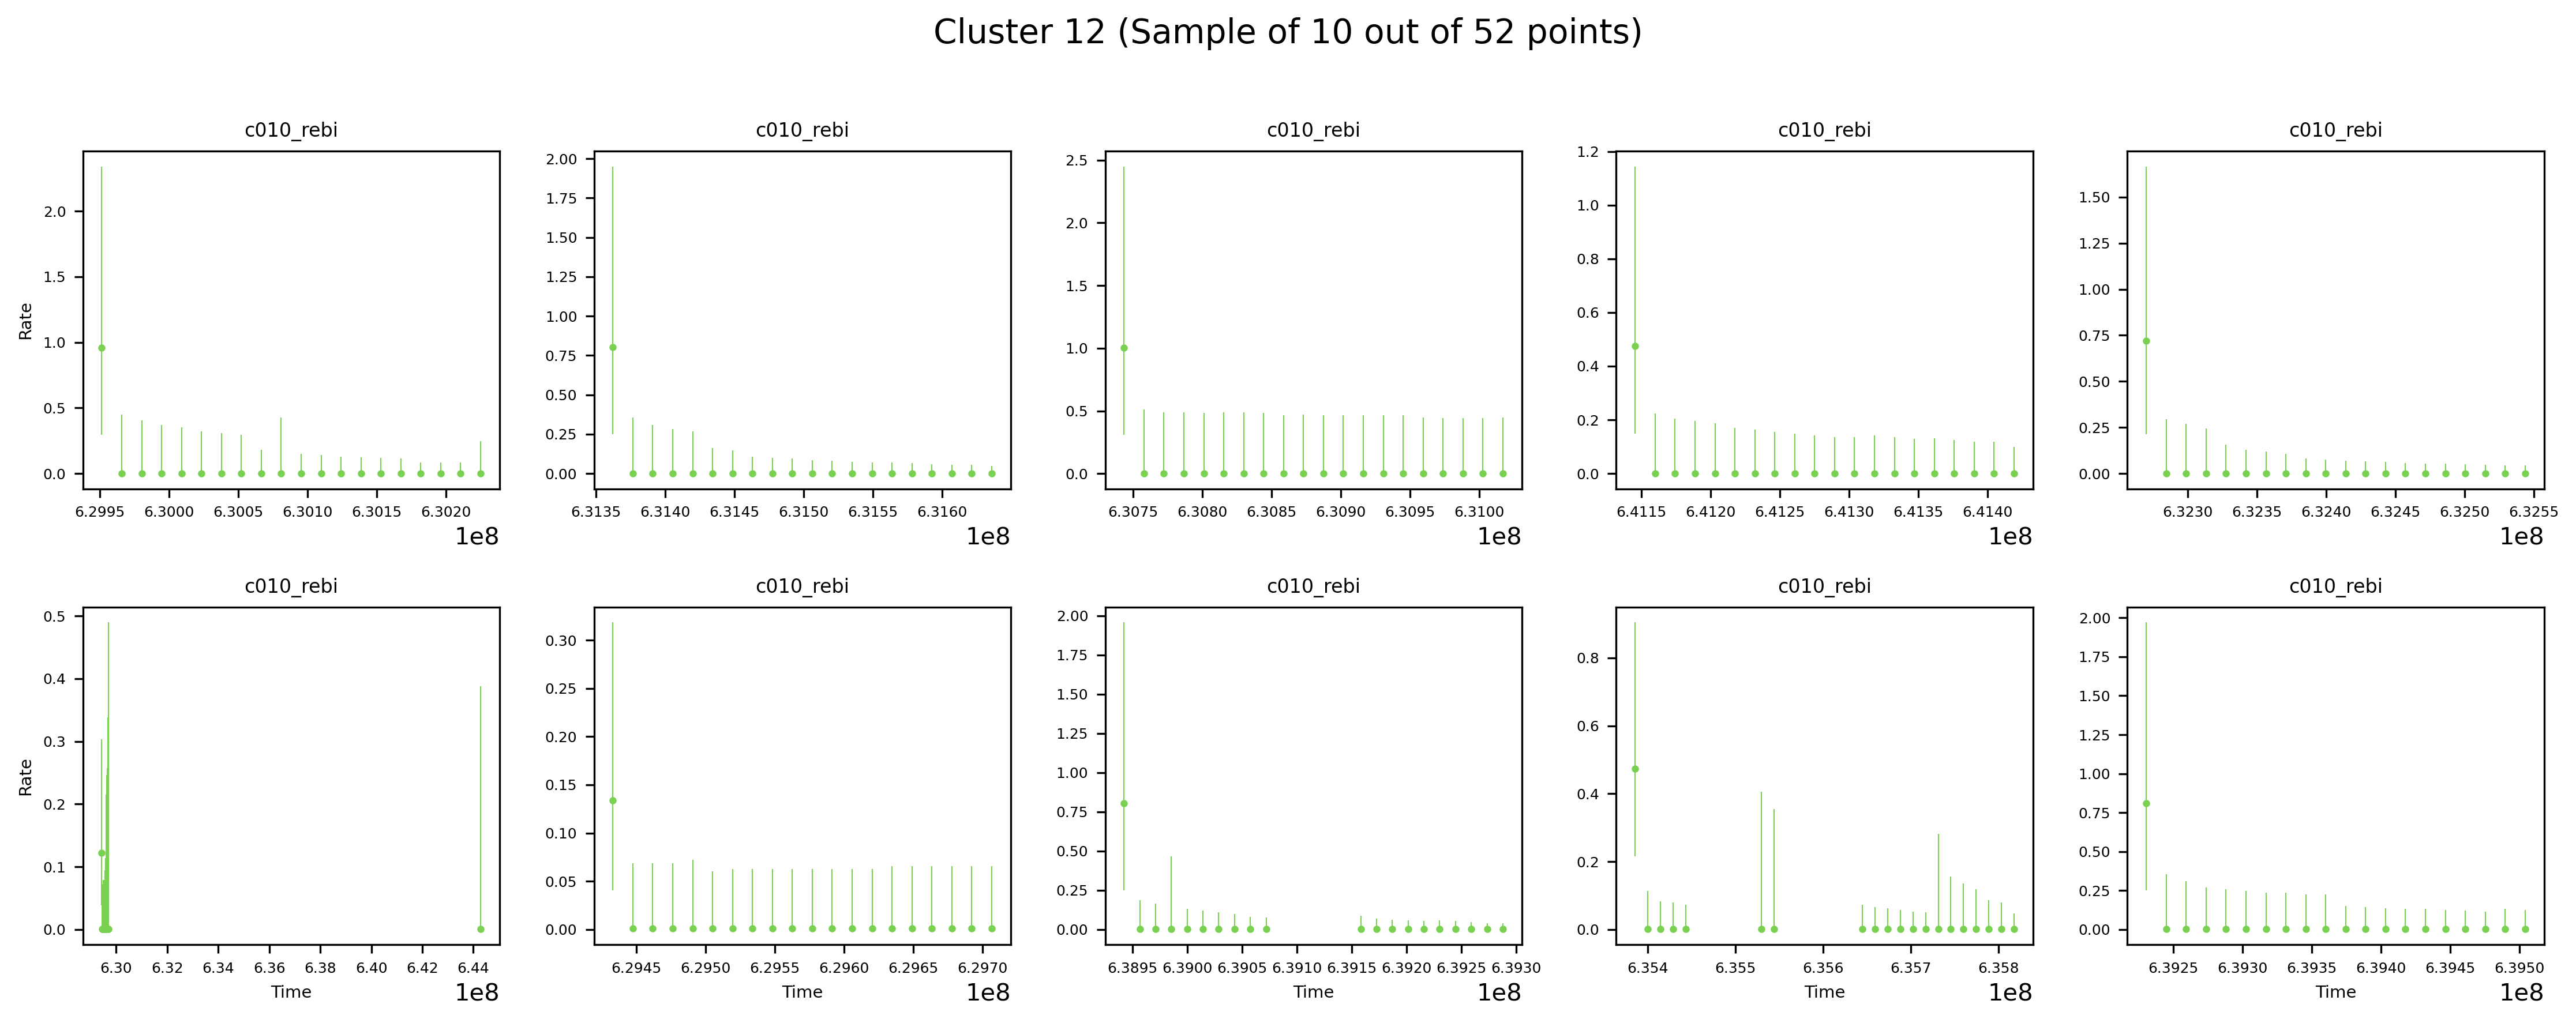 Cluster 12 (Sample of 10 out of 52 points)
c010_rebi c010_rebi c010_rebi c010_rebi c010_rebi
Rate
2.0
1.5
1.0
0.5
0.0
6.2995 6.3000 6.3005 6.3010 6.3015 6.3020
1e8
2.00
1.75
1.50
1.25
1.00
0.75
0.50
0.25
0.00
6.3135 6.3140 6.3145 6.3150 6.3155 6.3160
1e8
2.5
2.0
1.5
1.0
0.5
0.0
6.3075 6.3080 6.3085 6.3090 6.3095 6.3100
1e8
1.2
1.0
0.8
0.6
0.4
0.2
0.0
6.4115 6.4120 6.4125 6.4130 6.4135 6.4140
1e8
1.50
1.25
1.00
0.75
0.50
0.25
0.00
6.3230 6.3235 6.3240 6.3245 6.3250 6.3255
1e8
c010_rebi c010_rebi c010_rebi c010_rebi c010_rebi
Rate
0.5
0.4
0.3
0.2
0.1
0.0
6.30 6.32 6.34 6.36 6.38 6.40 6.42 6.44
Time
1e8
0.30
0.25
0.20
0.15
0.10
0.05
0.00
6.2945 6.2950 6.2955 6.2960 6.2965 6.2970
Time
1e8
2.00
1.75
1.50
1.25
1.00
0.75
0.50
0.25
0.00
6.3895 6.3900 6.3905 6.3910 6.3915 6.3920 6.3925 6.3930
Time
1e8
0.8
0.6
0.4
0.2
0.0
6.354 6.355 6.356 6.357 6.358
Time
1e8
2.00
1.75
1.50
1.25
1.00
0.75
0.50
0.25
0.00
6.3925 6.3930 6.3935 6.3940 6.3945 6.3950
Time
1e8